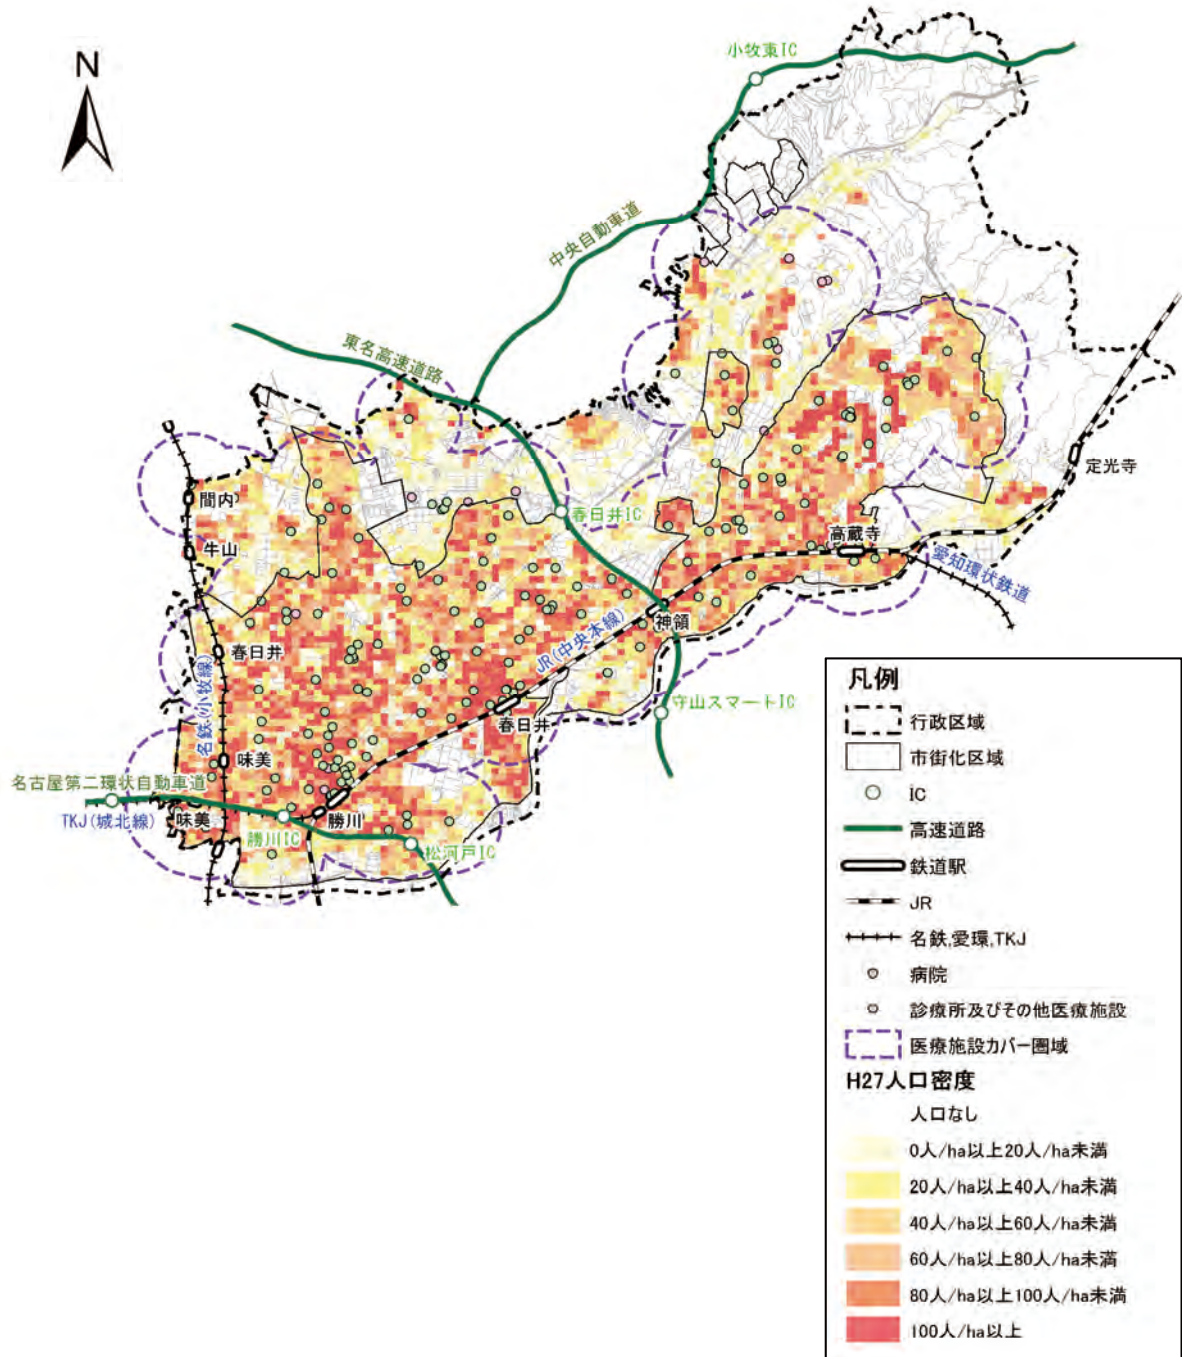 N
小牧東IC
中央自動車道
東名高速道路
定光寺
間内
春日井IC
牛山
高蔵寺
愛知環状鉄道
神領
JR(中央本線)
春日井
名鉄(小牧線)
守山スマートIC
春日井
味美
名古屋第二環状自動車道
TKJ(城北線)
味美
勝川
勝川IC
松河戸IC
凡例
行政区域
市街化区域
IC
高速道路
鉄道駅
JR
名鉄,愛環,TKJ
病院
診療所及びその他医療施設
医療施設カバー圏域
H27人口密度
人口なし
0人/ha以上20人/ha未満
20人/ha以上40人/ha未満
40人/ha以上60人/ha未満
60人/ha以上80人/ha未満
80人/ha以上100人/ha未満
100人/ha以上